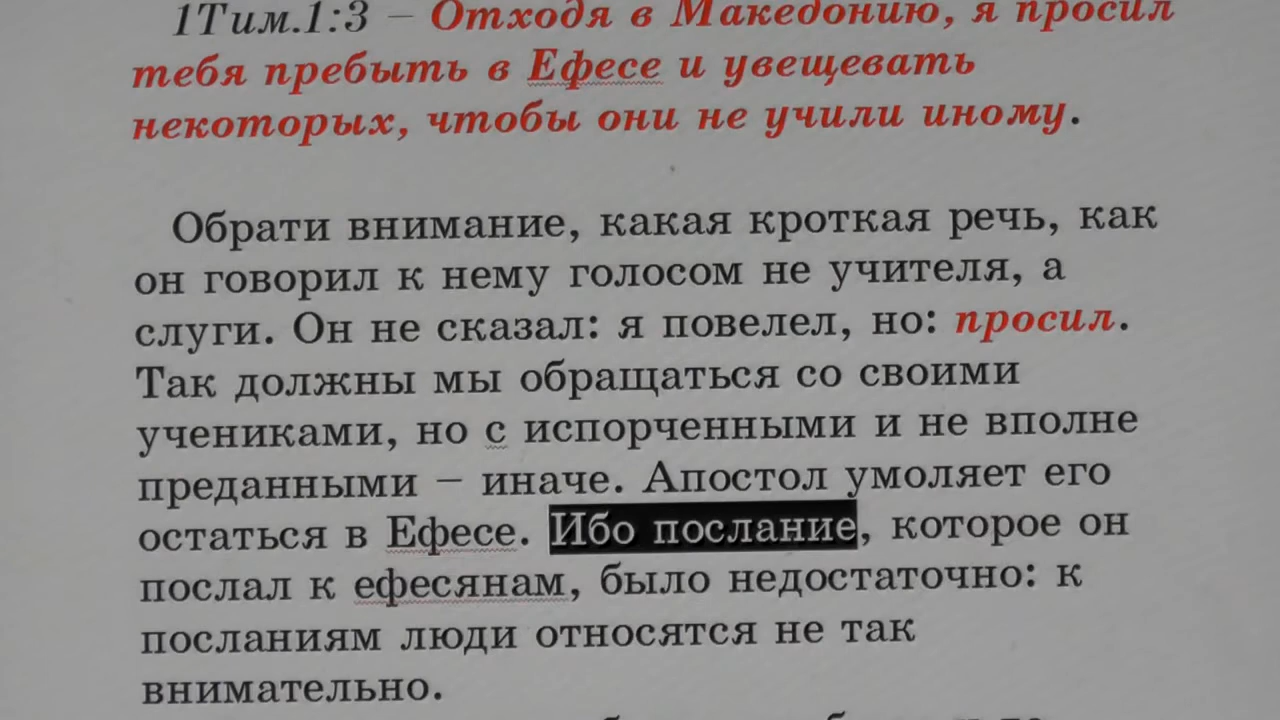 1Тим.1:3 – Отходя в Македонию, я просил
тебя пребыть в Ефесе и увещевать
некоторых, чтобы они не учили иному.
Обрати внимание, какая кроткая речь, как
он говорил к нему голосом не учителя, а
слуги. Он не сказал: я повелел, но: просил.
Так должны мы обращаться со своими
учениками, но с испорченными и не вполне
преданными – иначе. Апостол умоляет его
остаться в Ефесе. Ибо послание, которое он
послал к ефесянам, было недостаточно: к
посланиям люди относятся не так
внимательно.